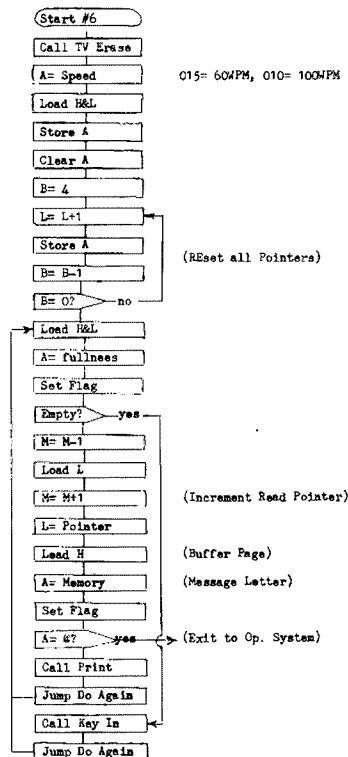 Start #6
Call TV Erase
A= Speed 015= 60WPM, 010= 100WPM
Load H&L
Store A
Clear A
B= 4
L= L+1
Store A
(REset all Pointers)
B= B-1
B= 0? no
Load H&L
A= fullnees
Set Flag
Empty? yes
M= M-1
Load L
M= M+1 (Increment Read Pointer)
L= Pointer
Load H (Buffer Page)
A= Memory (Message Letter)
Set Flag
A= @? yes (Exit to Op. System)
Call Print
Jump Do Again
Call Key In
Jump Do Again